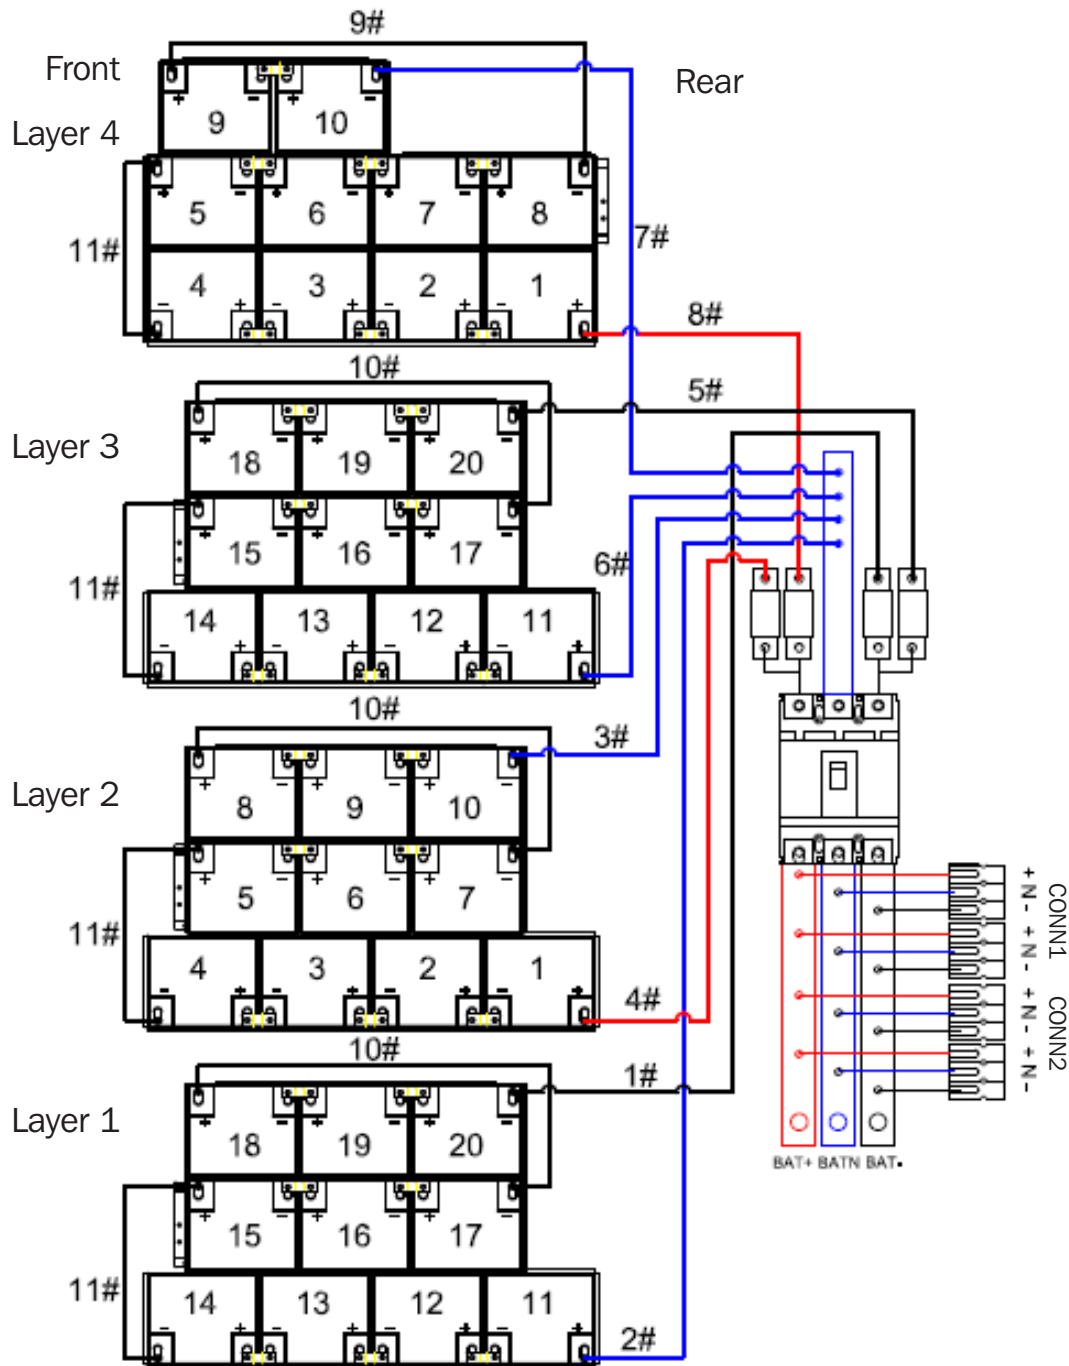 9#
Front
Rear
+ - + -
9 10
Layer 4
+ - + - + - +
5 6 7 8
11#
7#
4 3 2 1
- + - + - + - +
8#
10#
5#
Layer 3
+ - + - + -
18 19 20
+ - + - + -
15 16 17
6#
11#
14 13 12 11
- + - + - + - +
10#
3#
Layer 2
+ - + - + -
8 9 10
+ - + - + -
5 6 7
11#
4 3 2 1
- + - + - + - +
4#
+ N - + N - CONN1
+ N - + N - CONN2
10#
1#
Layer 1
+ - + - + -
18 19 20
BAT+ BATN BAT-
+ - + - + -
15 16 17
11#
14 13 12 11
- + - + - + - +
2#